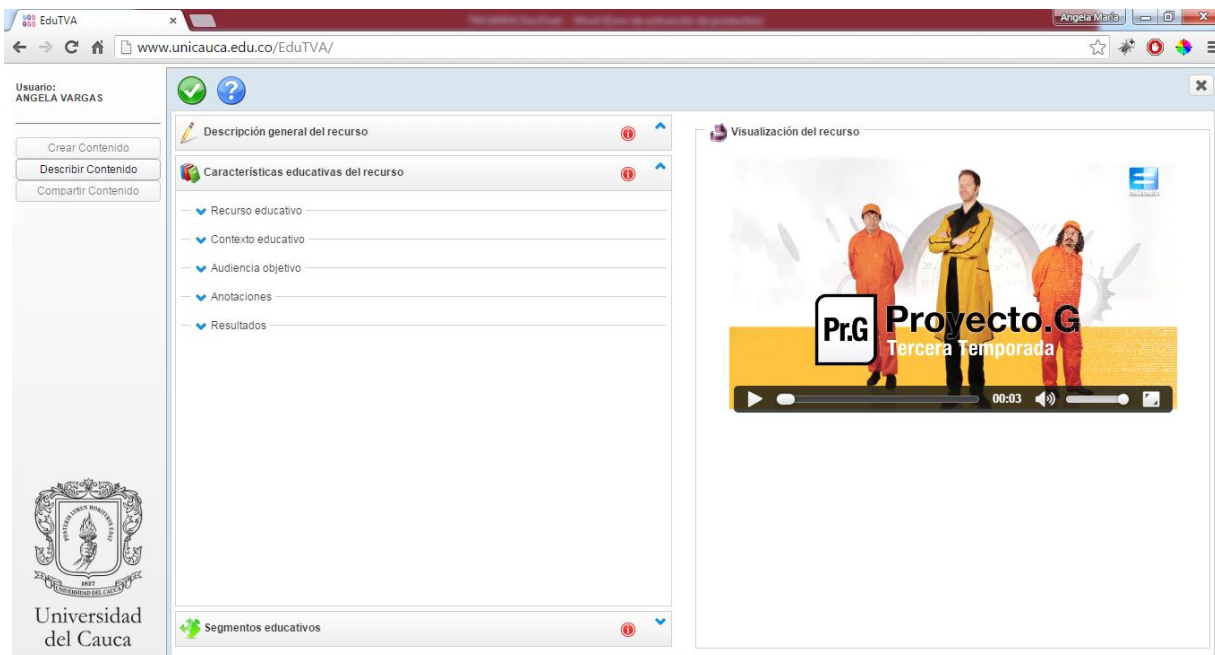 EduTVA
Angela María
www.unicauca.edu.co/EduTVA/
Usuario:
ANGELA VARGAS
Crear Contenido
Describir Contenido
Compartir Contenido
Descripción general del recurso
Características educativas del recurso
Recurso educativo
Contexto educativo
Audiencia objetivo
Anotaciones
Resultados
Segmentos educativos
Visualización del recurso
Pr.G
Proyecto.G
Tercera Temporada
00:03
1827
Universidad
del Cauca